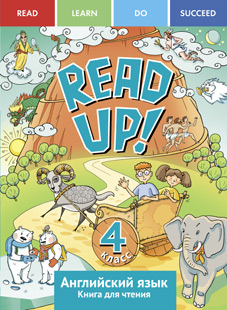 READ LEARN DO SUCCEED
READ
UP!
4
класс
Английский язык
Книга для чтения